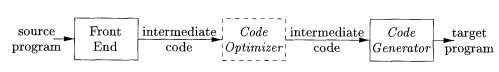 source
program
Front
End
intermediate
code
Code
Optimizer
intermediate
code
Code
Generator
target
program